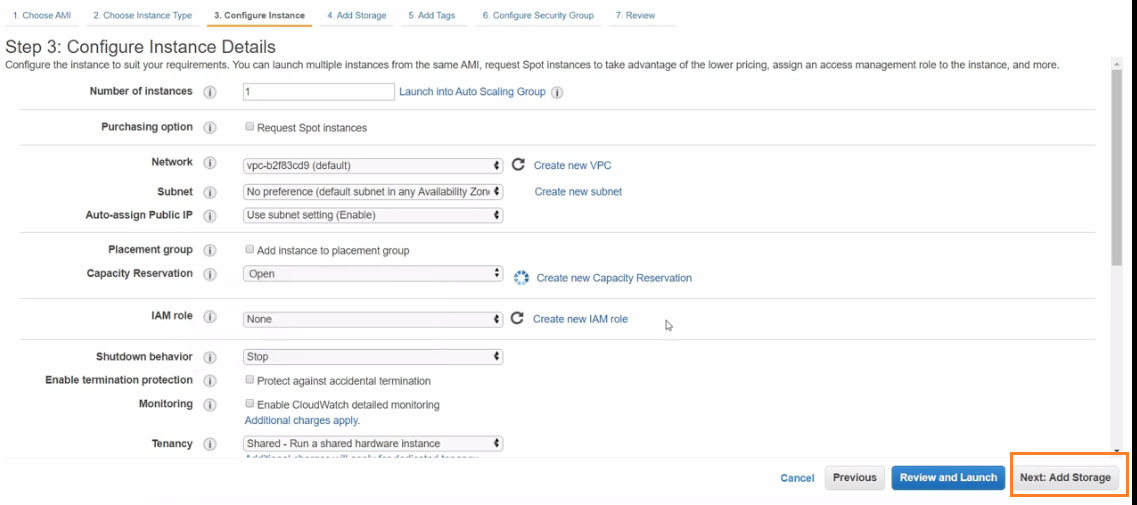 1. Choose AMI 2. Choose Instance Type 3. Configure Instance 4. Add Storage 5. Add Tags 6. Configure Security Group 7. Review
Step 3: Configure Instance Details
Configure the instance to suit your requirements. You can launch multiple instances from the same AMI, request Spot instances to take advantage of the lower pricing, assign an access management role to the instance, and more.
Number of instances 1 Launch into Auto Scaling Group
Purchasing option Request Spot instances
Network vpc-b2f83cd9 (default) Create new VPC
Subnet No preference (default subnet in any Availability Zon Create new subnet
Auto-assign Public IP Use subnet setting (Enable)
Placement group Add instance to placement group
Capacity Reservation Open Create new Capacity Reservation
IAM role None Create new IAM role
Shutdown behavior Stop
Enable termination protection Protect against accidental termination
Monitoring Enable CloudWatch detailed monitoring
Additional charges apply.
Tenancy Shared - Run a shared hardware instance
Additional charges will apply for dedicated tenancy.
Cancel Previous Review and Launch Next: Add Storage